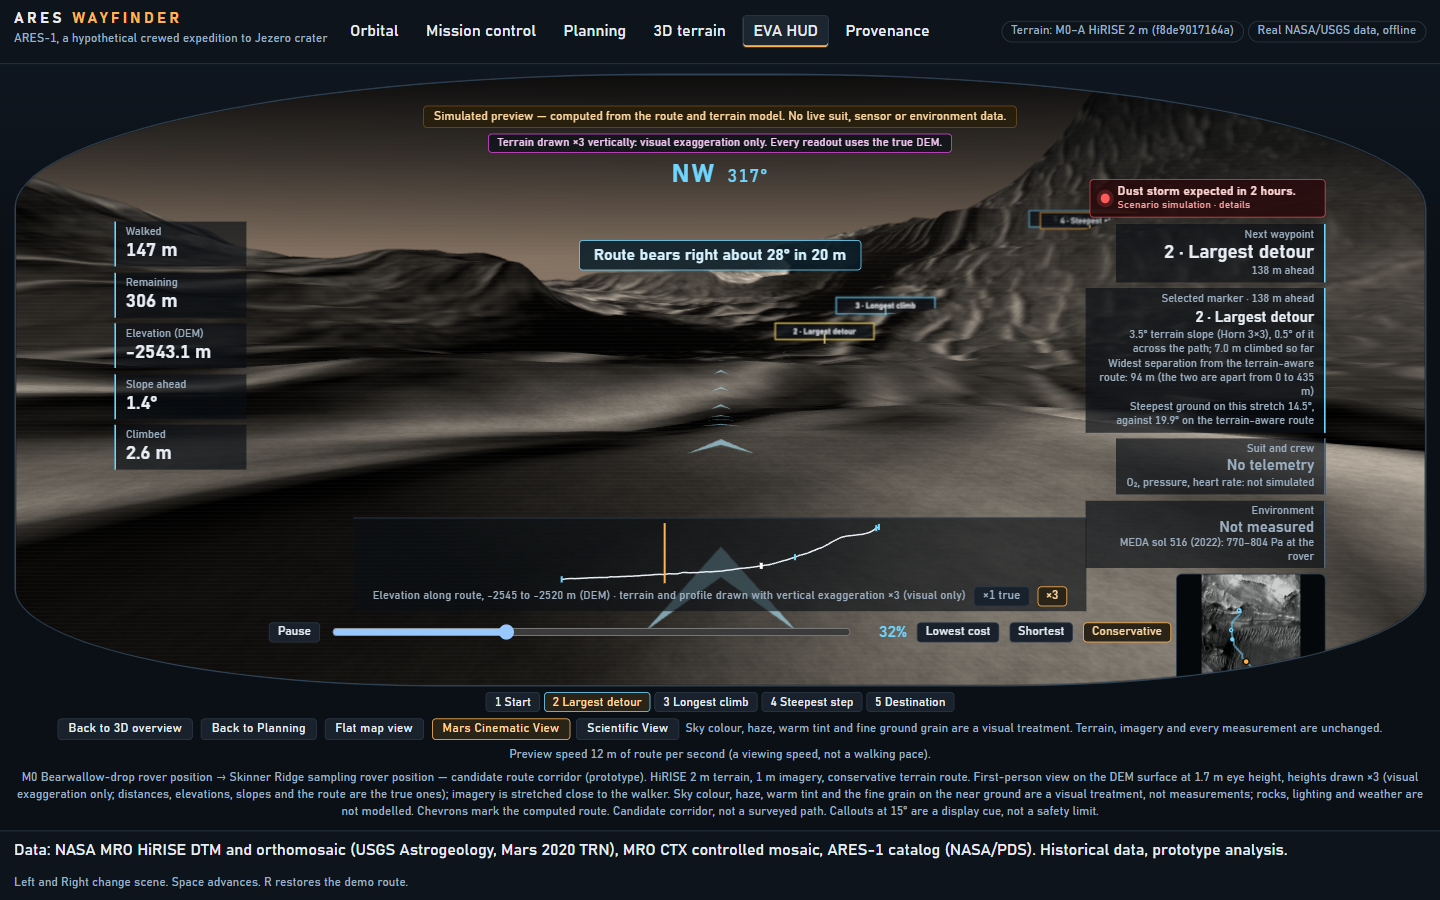 ARES WAYFINDER
ARES-1, a hypothetical crewed expedition to Jezero crater
Orbital
Mission control
Planning
3D terrain
EVA HUD
Provenance
Terrain: M0-A HiRISE 2 m (f8de9017164a)
Real NASA/USGS data, offline
Simulated preview — computed from the route and terrain model. No live suit, sensor or environment data.
Terrain drawn ×3 vertically: visual exaggeration only. Every readout uses the true DEM.
NW 317°
Route bears right about 28° in 20 m
Walked
147 m
Remaining
306 m
Elevation (DEM)
-2543.1 m
Slope ahead
1.4°
Climbed
2.6 m
4 · Steepest
3 · Longest climb
2 · Largest detour
Dust storm expected in 2 hours.
Scenario simulation · details
Next waypoint
2 · Largest detour
138 m ahead
Selected marker · 138 m ahead
2 · Largest detour
3.5° terrain slope (Horn 3×3), 0.5° of it
across the path; 7.0 m climbed so far
Widest separation from the terrain-aware
route: 94 m (the two are apart from 0 to 435
m)
Steepest ground on this stretch 14.5°,
against 19.9° on the terrain-aware route
Suit and crew
No telemetry
O₂, pressure, heart rate: not simulated
Environment
Not measured
MEDA sol 516 (2022): 770-804 Pa at the
rover
Elevation along route, -2545 to -2520 m (DEM) · terrain and profile drawn with vertical exaggeration ×3 (visual only)
×1 true
×3
Pause
32%
Lowest cost
Shortest
Conservative
1 Start
2 Largest detour
3 Longest climb
4 Steepest step
5 Destination
Back to 3D overview
Back to Planning
Flat map view
Mars Cinematic View
Scientific View
Sky colour, haze, warm tint and fine ground grain are a visual treatment. Terrain, imagery and every measurement are unchanged.
Preview speed 12 m of route per second (a viewing speed, not a walking pace).
M0 Bearwallow-drop rover position → Skinner Ridge sampling rover position — candidate route corridor (prototype). HiRISE 2 m terrain, 1 m imagery, conservative terrain route. First-person view on the DEM surface at 1.7 m eye height, heights drawn ×3 (visual
exaggeration only; distances, elevations, slopes and the route are the true ones); imagery is stretched close to the walker. Sky colour, haze, warm tint and the fine grain on the near ground are a visual treatment, not measurements; rocks, lighting and weather are
not modelled. Chevrons mark the computed route. Candidate corridor, not a surveyed path. Callouts at 15° are a display cue, not a safety limit.
Data: NASA MRO HiRISE DTM and orthomosaic (USGS Astrogeology, Mars 2020 TRN), MRO CTX controlled mosaic, ARES-1 catalog (NASA/PDS). Historical data, prototype analysis.
Left and Right change scene. Space advances. R restores the demo route.